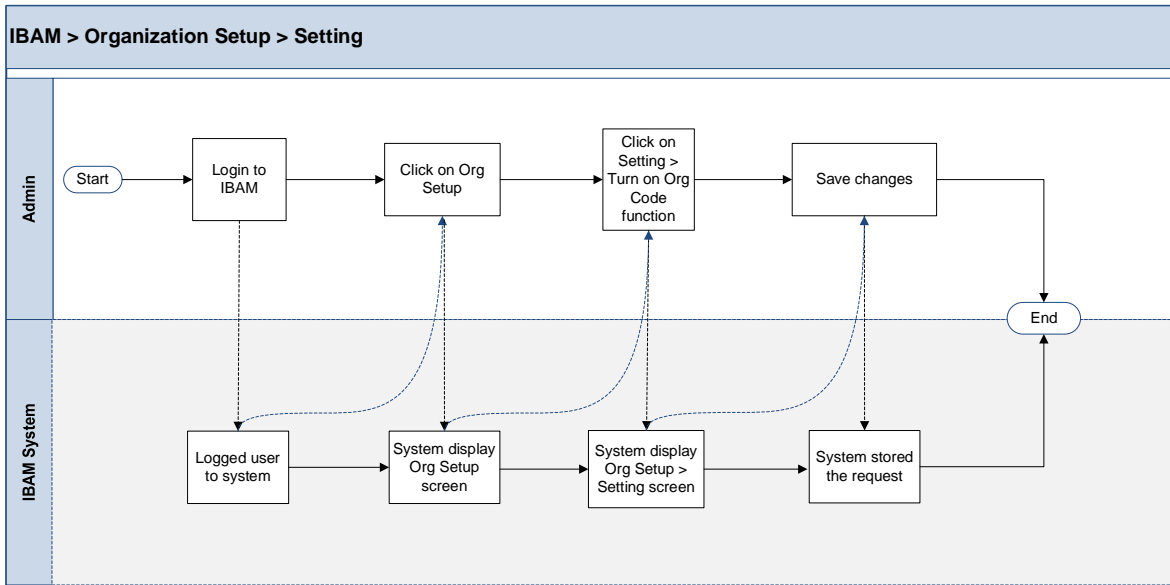 IBAM > Organization Setup > Setting
Admin
Start
Login to
IBAM
Click on Org
Setup
Click on
Setting >
Turn on Org
Code
function
Save changes
End
IBAM System
Logged user
to system
System display
Org Setup
screen
System display
Org Setup >
Setting screen
System stored
the request